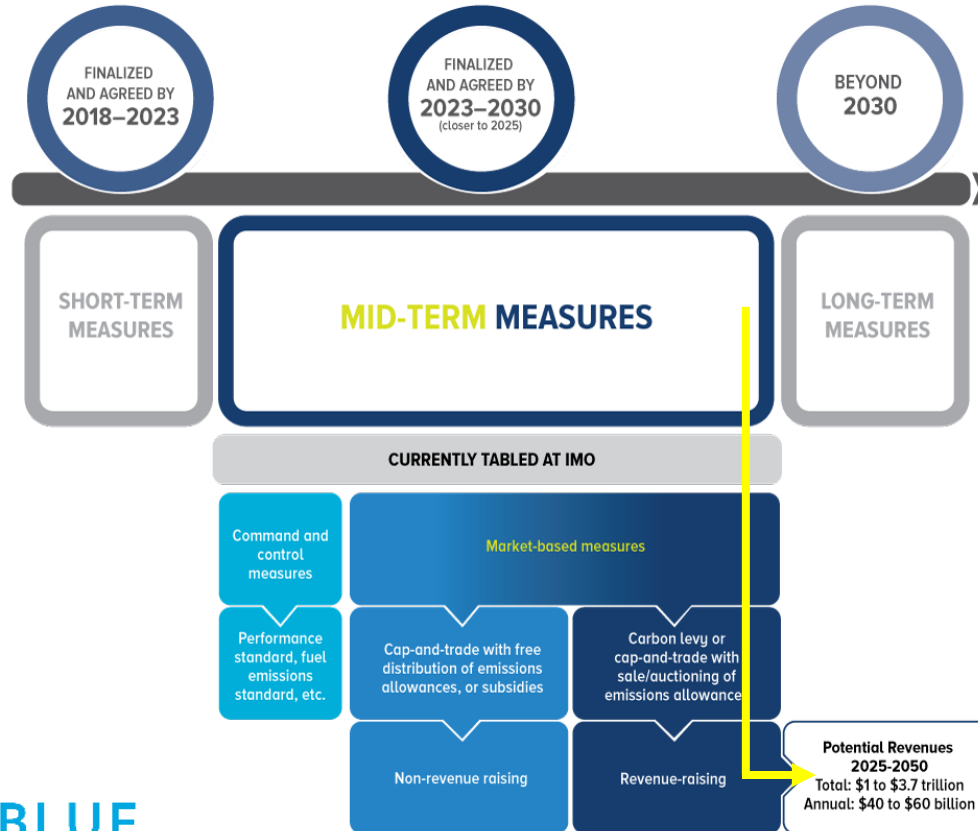 FINALIZED
AND AGREED BY
2018–2023
FINALIZED
AND AGREED BY
2023–2030
(closer to 2025)
BEYOND
2030
SHORT-TERM
MEASURES
MID-TERM MEASURES
LONG-TERM
MEASURES
CURRENTLY TABLED AT IMO
Command and
control
measures
Market-based measures
Performance
standard, fuel
emissions
standard, etc.
Cap-and-trade with free
distribution of emissions
allowances, or subsidies
Carbon levy or
cap-and-trade with
sale/auctioning of
emissions allowance
Non-revenue raising
Revenue-raising
Potential Revenues
2025-2050
Total: $1 to $3.7 trillion
Annual: $40 to $60 billion
BLUE